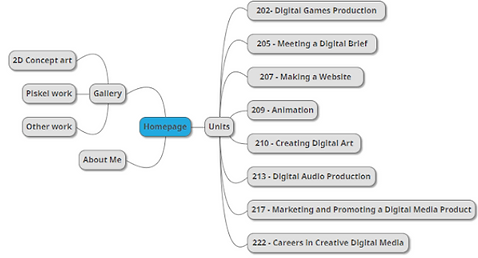 202- Digital Games Production
205 - Meeting a Digital Brief
2D Concept art
207 - Making a Website
Piskel work
Gallery
209 - Animation
Other work
Homepage
Units
210 - Creating Digital Art
About Me
213 - Digital Audio Production
217 - Marketing and Promoting a Digital Media Product
222 - Careers in Creative Digital Media